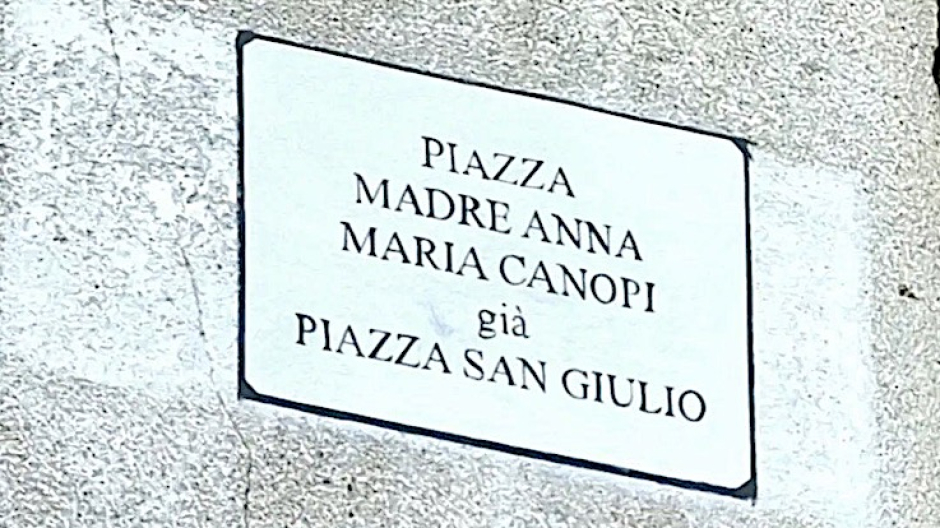 PIAZZA
MADRE ANNA
MARIA CANOPI
già
PIAZZA SAN GIULIO